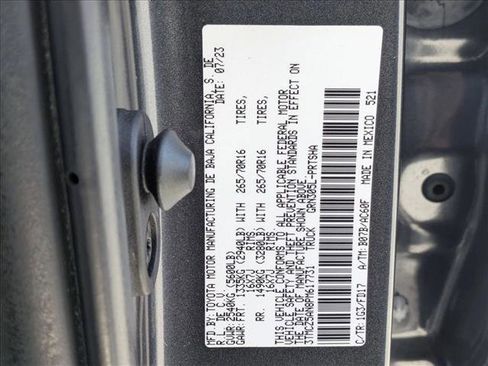 MFD.BY:TOYOTA MOTOR MANUFACTURING DE BAJA CALIFORNIA, S. DE
R.L. DE C.V. DATE: 07/23
GVWR: 2540KG (5600LB)
GAWR:FRT. 1335KG (2940LB) WITH 265/70R16 TIRES,
16X7J RIMS,
RR. 1490KG (3280LB) WITH 265/70R16 TIRES,
16X7J RIMS
THIS VEHICLE CONFORMS TO ALL APPLICABLE FEDERAL MOTOR
VEHICLE SAFETY AND THEFT PREVENTION STANDARDS IN EFFECT ON
THE DATE OF MANUFACTURE SHOWN ABOVE.
TRUCK GRN305L-PRTSHA
C/TR:1G3/FD17 A/TM:B07B/AC60F MADE IN MEXICO 521